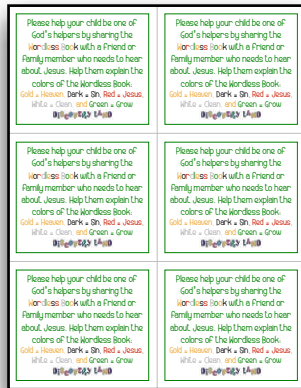 Please help your child be one of
God's helpers by sharing the
Wordless Book with a friend or
family member who needs to hear
about Jesus. Help them explain the
colors of the Wordless Book:
Gold = Heaven, Dark = Sin, Red = Jesus,
White = Clean, and Green = Grow
DISCOVERY LAND
Please help your child be one of
God's helpers by sharing the
Wordless Book with a friend or
family member who needs to hear
about Jesus. Help them explain the
colors of the Wordless Book:
Gold = Heaven, Dark = Sin, Red = Jesus,
White = Clean, and Green = Grow
DISCOVERY LAND
Please help your child be one of
God's helpers by sharing the
Wordless Book with a friend or
family member who needs to hear
about Jesus. Help them explain the
colors of the Wordless Book:
Gold = Heaven, Dark = Sin, Red = Jesus,
White = Clean, and Green = Grow
DISCOVERY LAND
Please help your child be one of
God's helpers by sharing the
Wordless Book with a friend or
family member who needs to hear
about Jesus. Help them explain the
colors of the Wordless Book:
Gold = Heaven, Dark = Sin, Red = Jesus,
White = Clean, and Green = Grow
DISCOVERY LAND
Please help your child be one of
God's helpers by sharing the
Wordless Book with a friend or
family member who needs to hear
about Jesus. Help them explain the
colors of the Wordless Book:
Gold = Heaven, Dark = Sin, Red = Jesus,
White = Clean, and Green = Grow
DISCOVERY LAND
Please help your child be one of
God's helpers by sharing the
Wordless Book with a friend or
family member who needs to hear
about Jesus. Help them explain the
colors of the Wordless Book:
Gold = Heaven, Dark = Sin, Red = Jesus,
White = Clean, and Green = Grow
DISCOVERY LAND